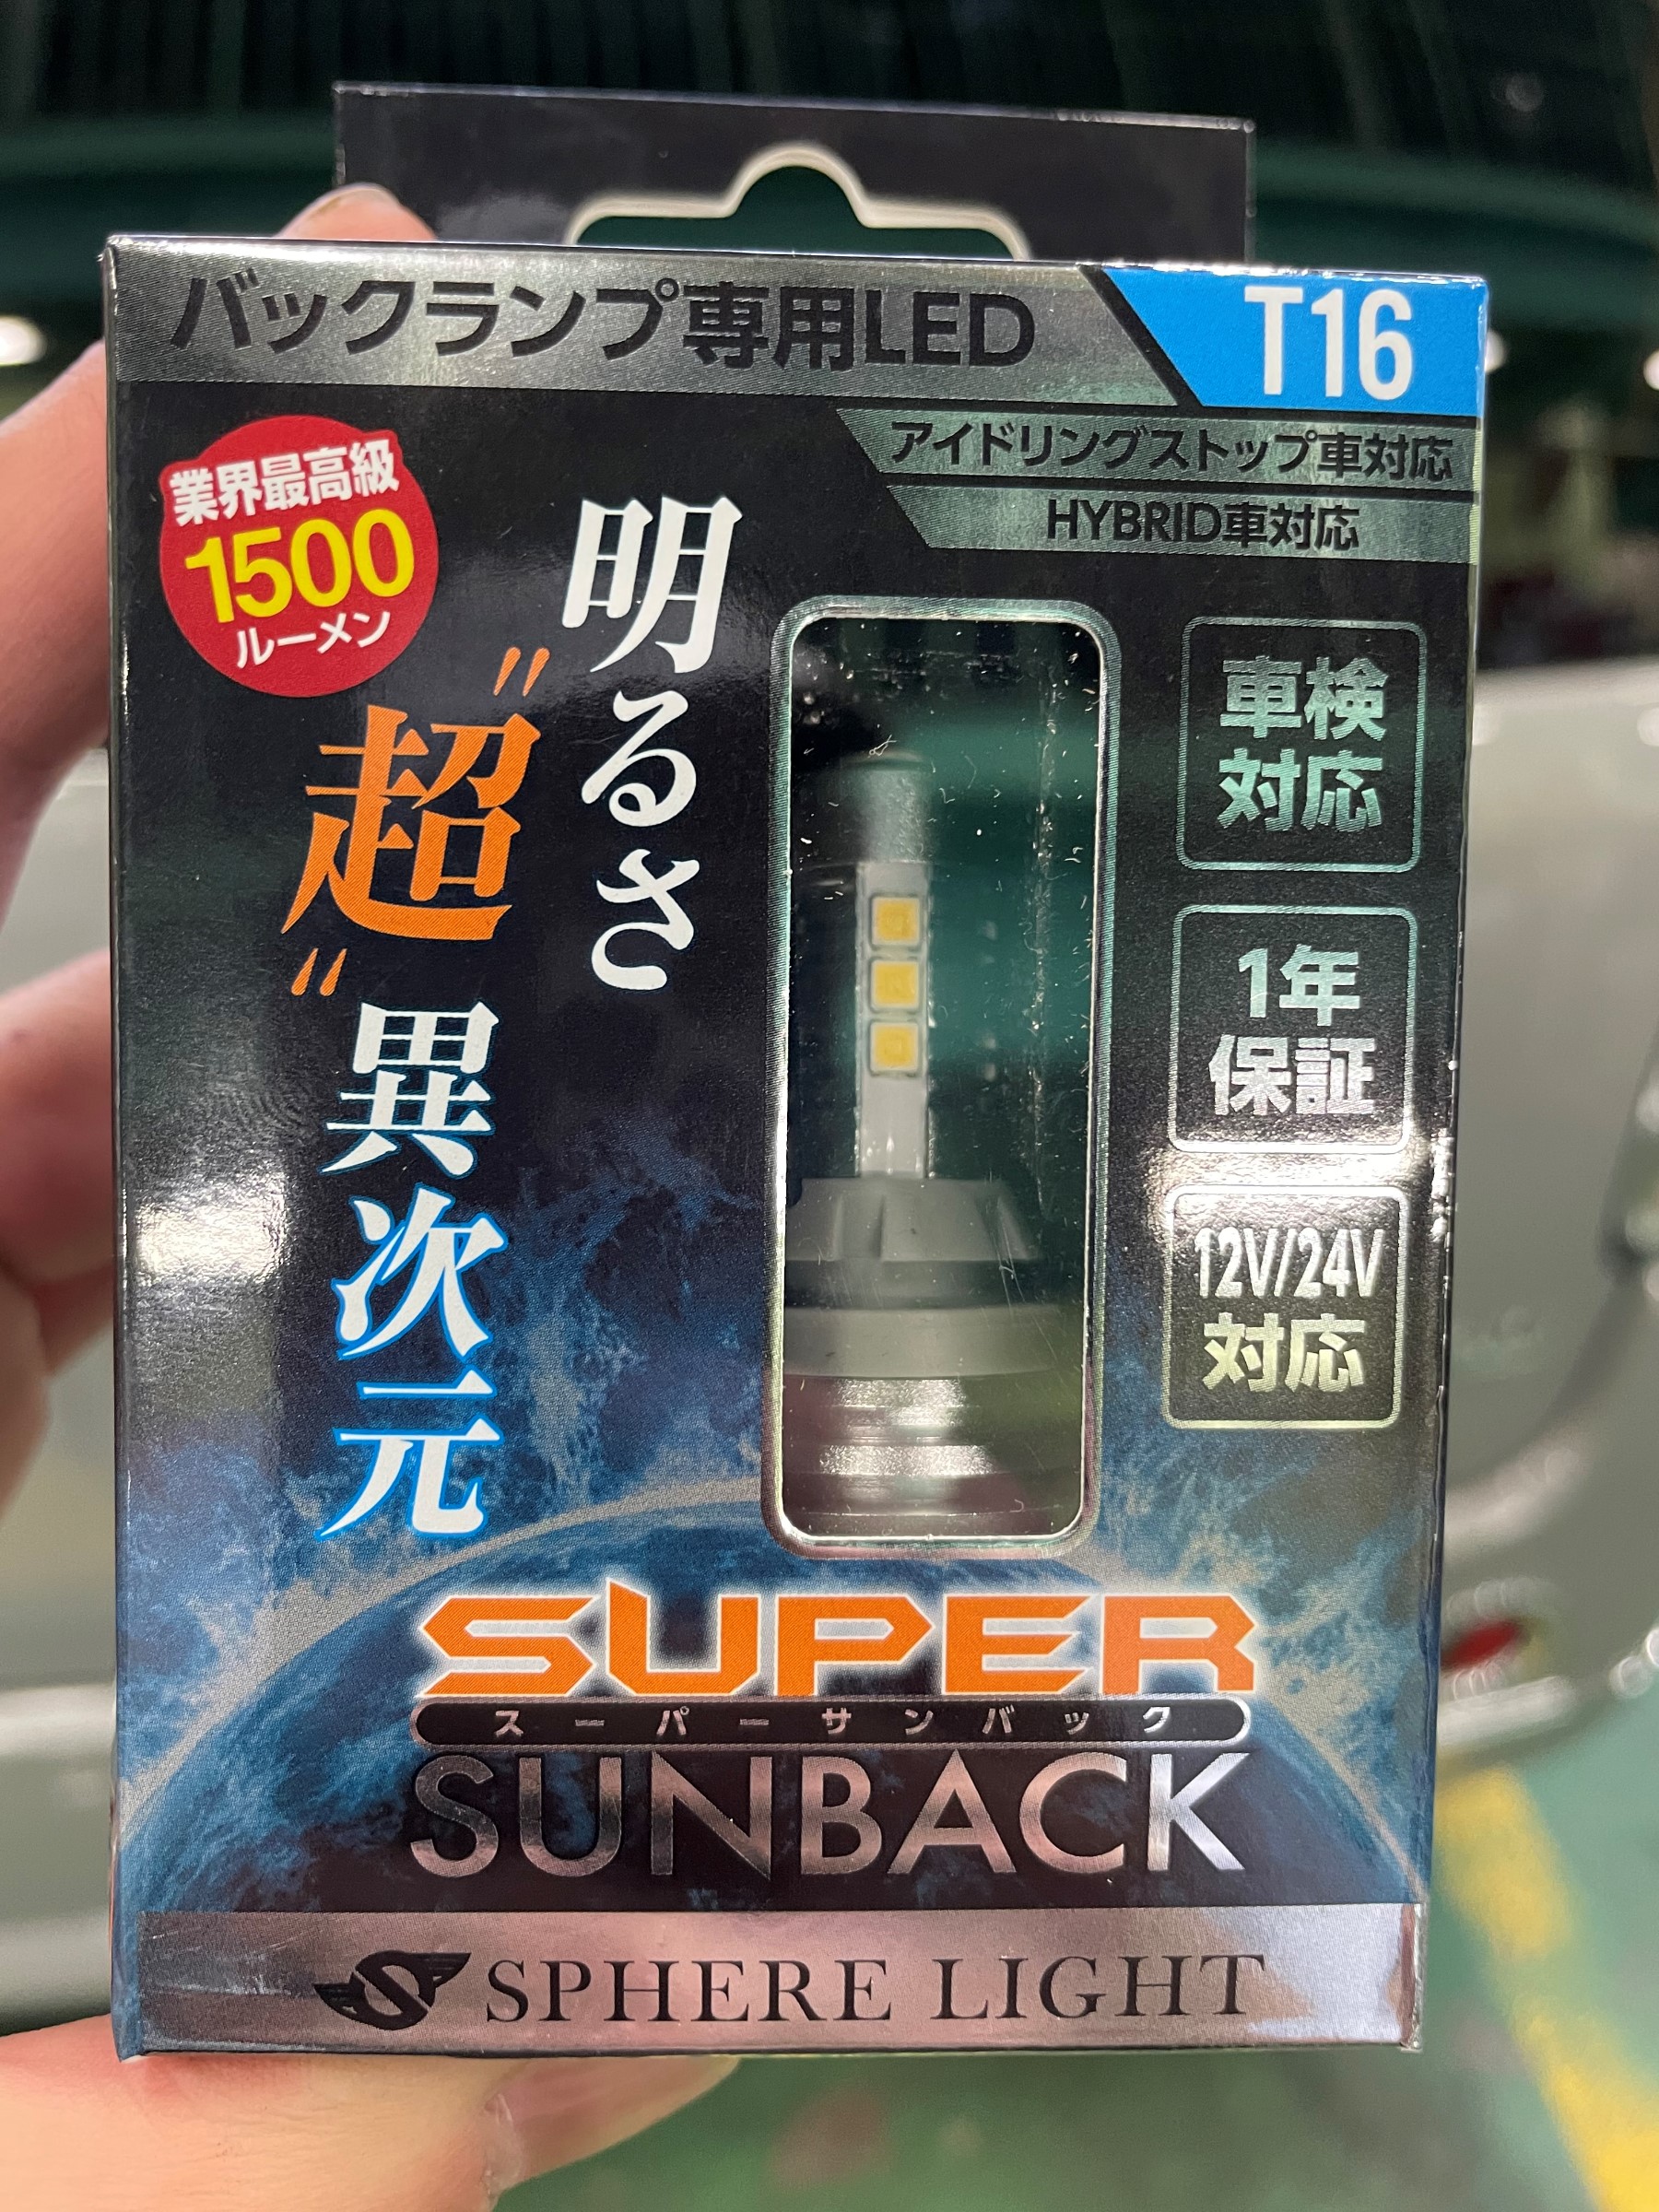 バックランプ専用LED
T16
アイドリングストップ車対応
HYBRID車対応
業界最高級
1500
ルーメン
明るさ
"超"異次元
車検
対応
1年
保証
12V/24V
対応
SUPER
スーパーサンバック
SUNBACK
SPHERE LIGHT